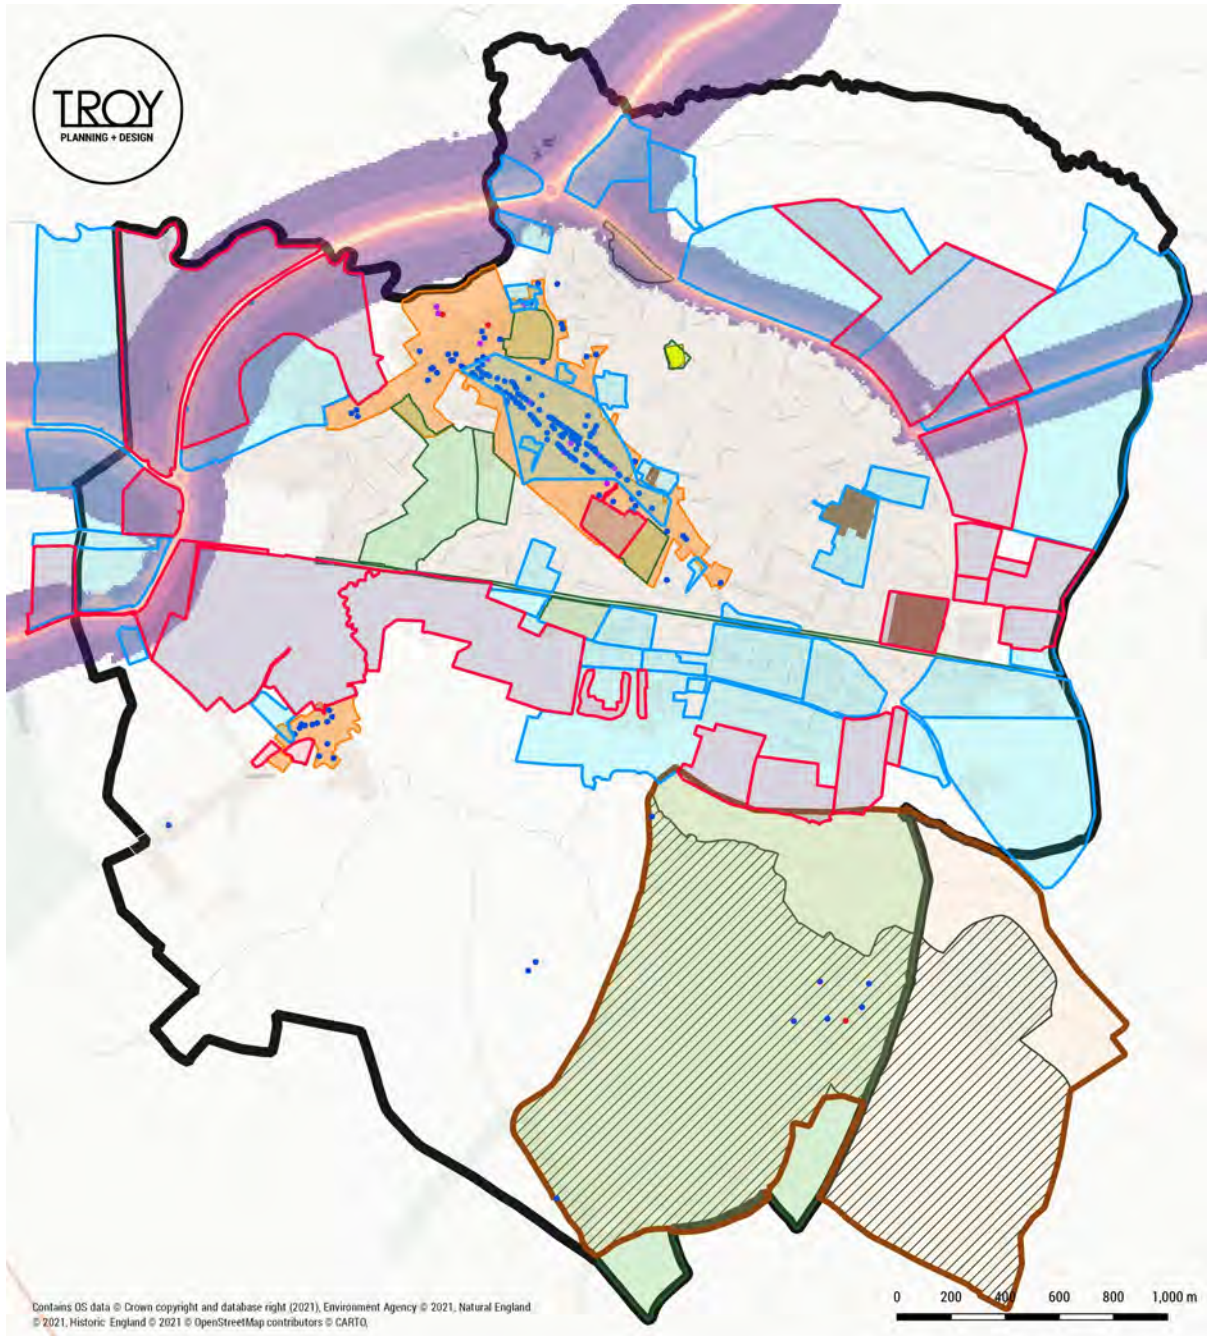 TROY
PLANNING + DESIGN
Contains OS data © Crown copyright and database right (2021), Environment Agency © 2021, Natural England
© 2021, Historic England © 2021 © OpenStreetMap contributors © CARTO,
0 200 400 600 800 1,000 m